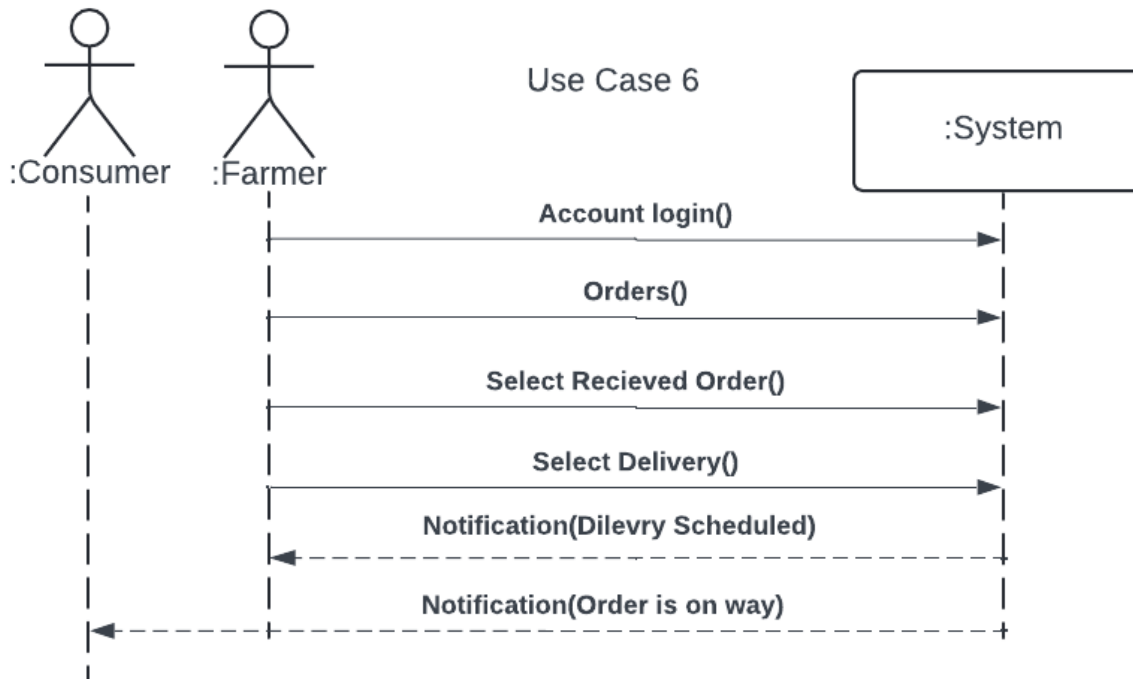 Use Case 6
:System
:Consumer
:Farmer
Account login()
Orders()
Select Recieved Order()
Select Delivery()
Notification(Dilevry Scheduled)
Notification(Order is on way)